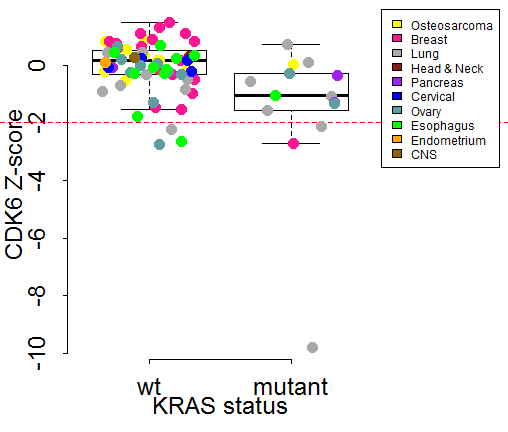 Osteosarcoma
Breast
Lung
Head & Neck
Pancreas
Cervical
Ovary
Esophagus
Endometrium
CNS
CDK6 Z-score
0
-2
-4
-6
-8
-10
wt mutant
KRAS status